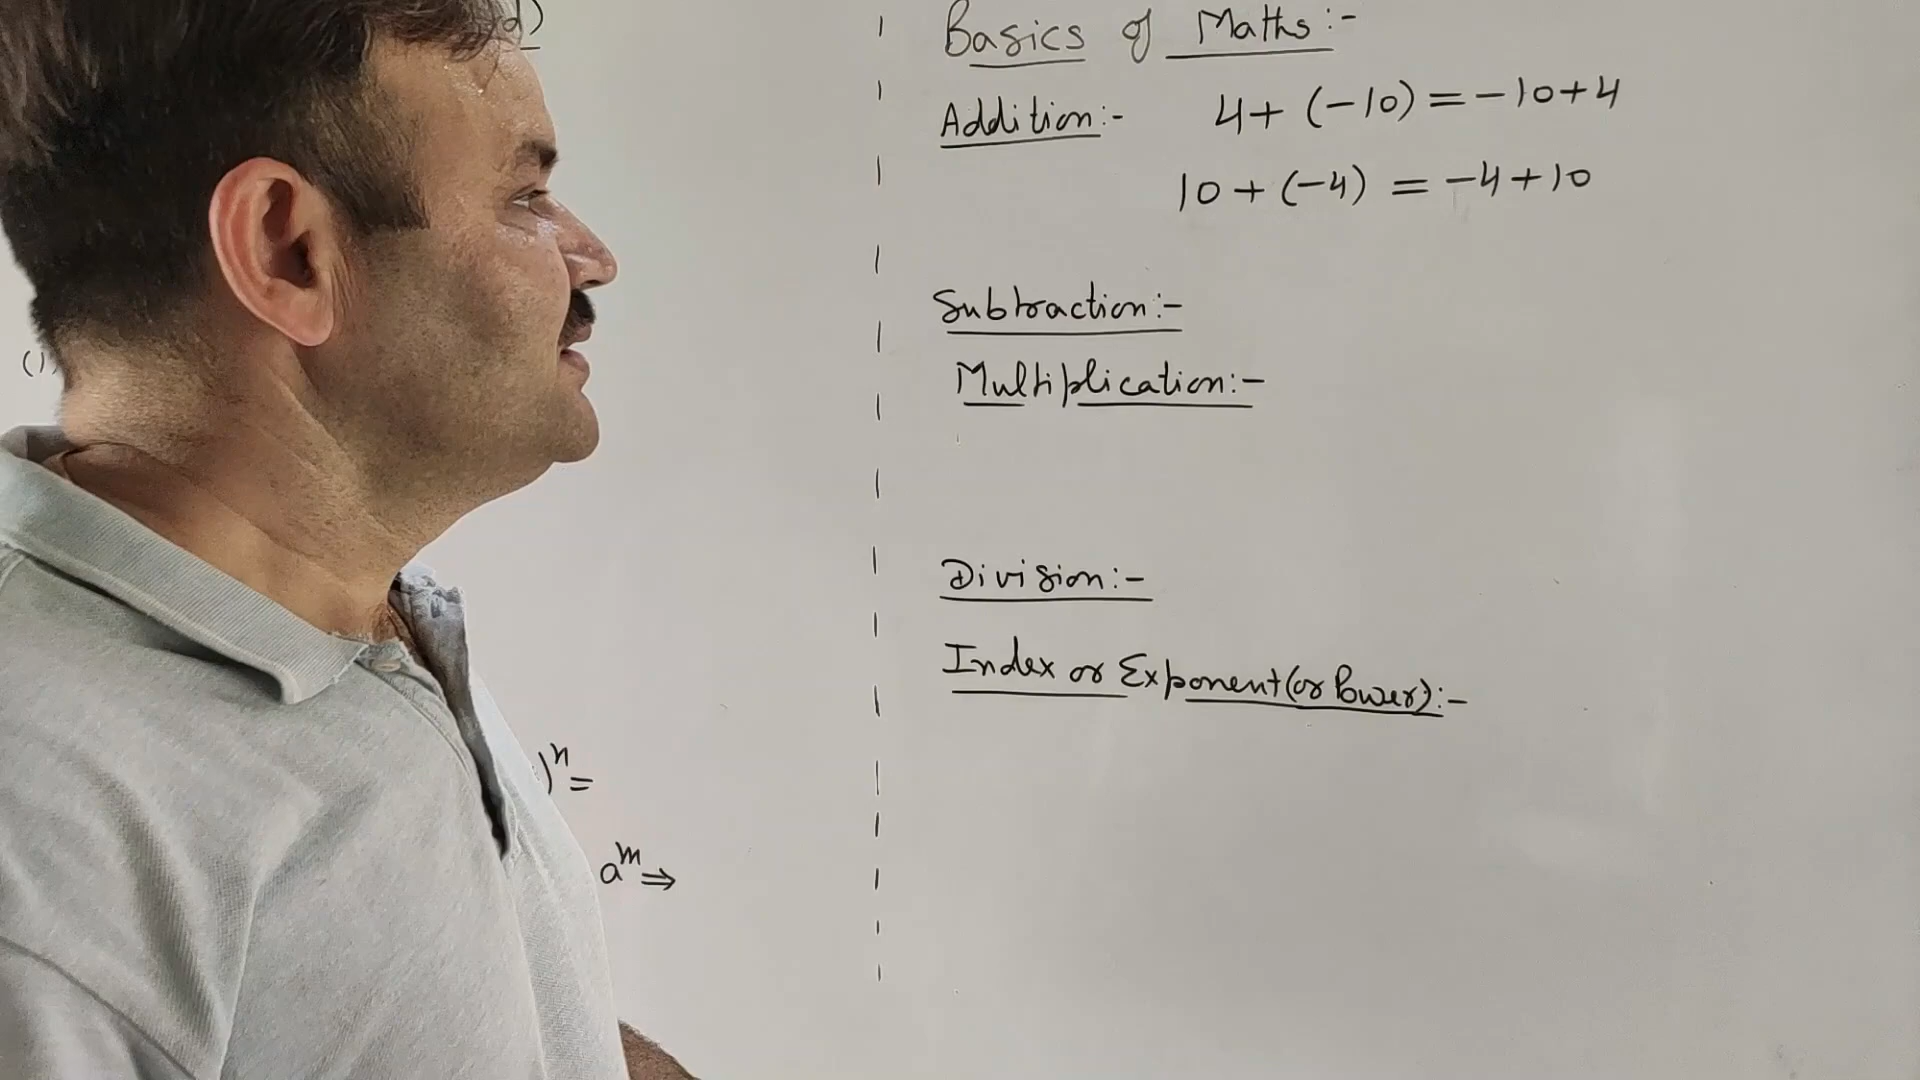 Basics of Maths:-
Addition:- 4+ (-10) = -10+4
10 + (-4) = -4+10
Subtraction:-
Multiplication:-
Division:-
Index or Exponent(or Power):-
(1)
)ⁿ=
aᵐ⇒